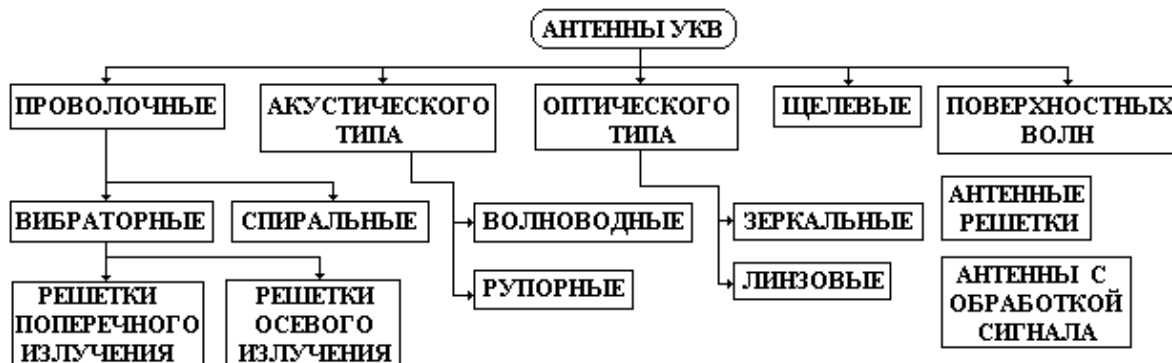 АНТЕННЫ УКВ
ПРОВОЛОЧНЫЕ
АКУСТИЧЕСКОГО
ТИПА
ОПТИЧЕСКОГО
ТИПА
ЩЕЛЕВЫЕ
ПОВЕРХНОСТНЫХ
ВОЛН
ВИБРАТОРНЫЕ
СПИРАЛЬНЫЕ
ВОЛНОВОДНЫЕ
ЗЕРКАЛЬНЫЕ
АНТЕННЫЕ
РЕШЕТКИ
РЕШЕТКИ
ПОПЕРЕЧНОГО
ИЗЛУЧЕНИЯ
РЕШЕТКИ
ОСЕВОГО
ИЗЛУЧЕНИЯ
РУПОРНЫЕ
ЛИНЗОВЫЕ
АНТЕННЫ С
ОБРАБОТКОЙ
СИГНАЛА